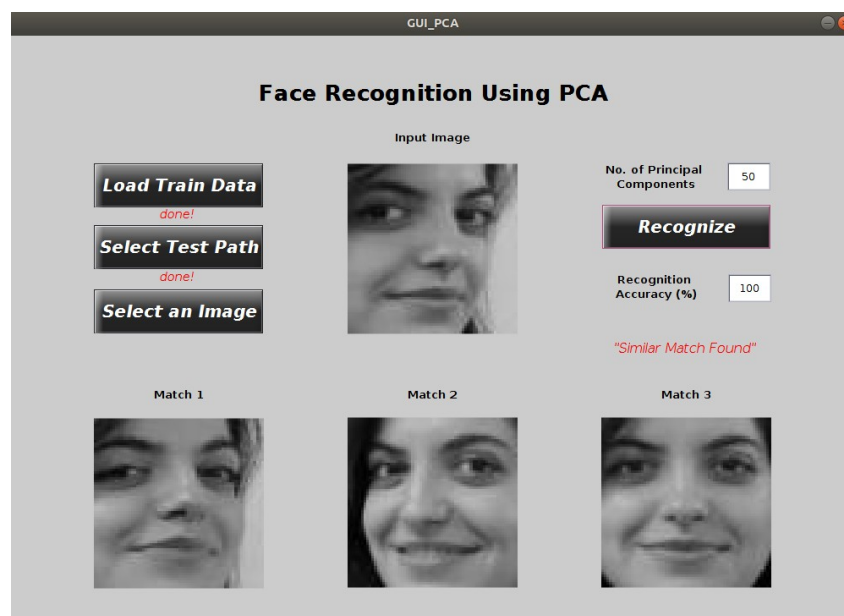 GUI_PCA
Face Recognition Using PCA
Input Image
Load Train Data
done!
Select Test Path
done!
Select an Image
No. of Principal
Components
50
Recognize
Recognition
Accuracy (%)
100
"Similar Match Found"
Match 1
Match 2
Match 3